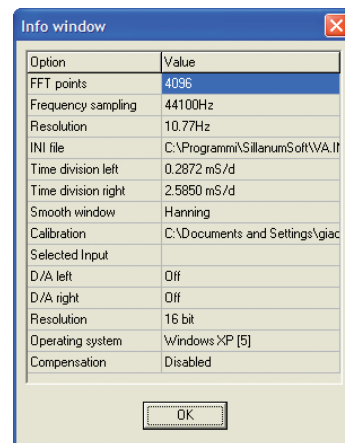 Info window
Option Value
FFT points 4096
Frequency sampling 44100Hz
Resolution 10.77Hz
INI file C:\Programmi\SillanumSoft\VA.I
Time division left 0.2872 mS/d
Time division right 2.5850 mS/d
Smooth window Hanning
Calibration C:\Documents and Settings\giac
Selected Input
D/A left Off
D/A right Off
Resolution 16 bit
Operating system Windows XP [5]
Compensation Disabled
OK